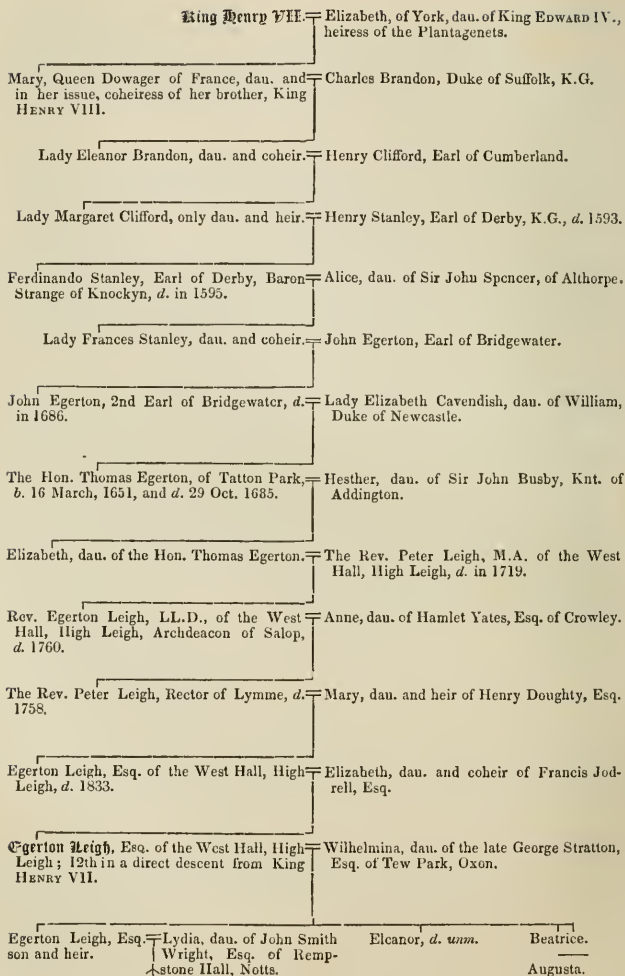 King Henry VII. Elizabeth, of York, dau. of King EDWARD IV.,
heiress of the Plantagenets.
Mary, Queen Dowager of France, dau. and Charles Brandon, Duke of Suffolk, K.G.
in her issue, coheiress of her brother, King
HENRY VIII.
Lady Eleanor Brandon, dau. and coheir. Henry Clifford, Earl of Cumberland.
Lady Margaret Clifford, only dau. and heir. Henry Stanley, Earl of Derby, K.G., d. 1593.
Ferdinando Stanley, Earl of Derby, Baron Alice, dau. of Sir John Spencer, of Althorpe.
Strange of Knockyn, d. in 1595.
Lady Frances Stanley, dau. and coheir. John Egerton, Earl of Bridgewater.
John Egerton, 2nd Earl of Bridgewater, d. Lady Elizabeth Cavendish, dau. of William,
in 1686. Duke of Newcastle.
The Hon. Thomas Egerton, of Tatton Park, Hesther, dau. of Sir John Busby, Knt. of
b. 16 March, 1651, and d. 29 Oct. 1685. Addington.
Elizabeth, dau. of the Hon. Thomas Egerton. The Rev. Peter Leigh, M.A. of the West
Hall, High Leigh, d. in 1719.
Rev. Egerton Leigh, LL.D., of the West Anne, dau. of Hamlet Yates, Esq. of Crowley.
Hall, High Leigh, Archdeacon of Salop,
d. 1760.
The Rev. Peter Leigh, Rector of Lymme, d. Mary, dau. and heir of Henry Doughty, Esq.
1758.
Egerton Leigh, Esq. of the West Hall, High Elizabeth, dau. and coheir of Francis Jod-
Leigh, d. 1833. rell, Esq.
Egerton Leigh, Esq. of the West Hall, High Wilhelmina, dau. of the late George Stratton,
Leigh; 12th in a direct descent from King Esq. of Tew Park, Oxon.
HENRY VII.
Egerton Leigh, Esq. Lydia, dau. of John Smith Eleanor, d. unm. Beatrice.
son and heir. Wright, Esq. of Remp-
stone Hall, Notts. Augusta.